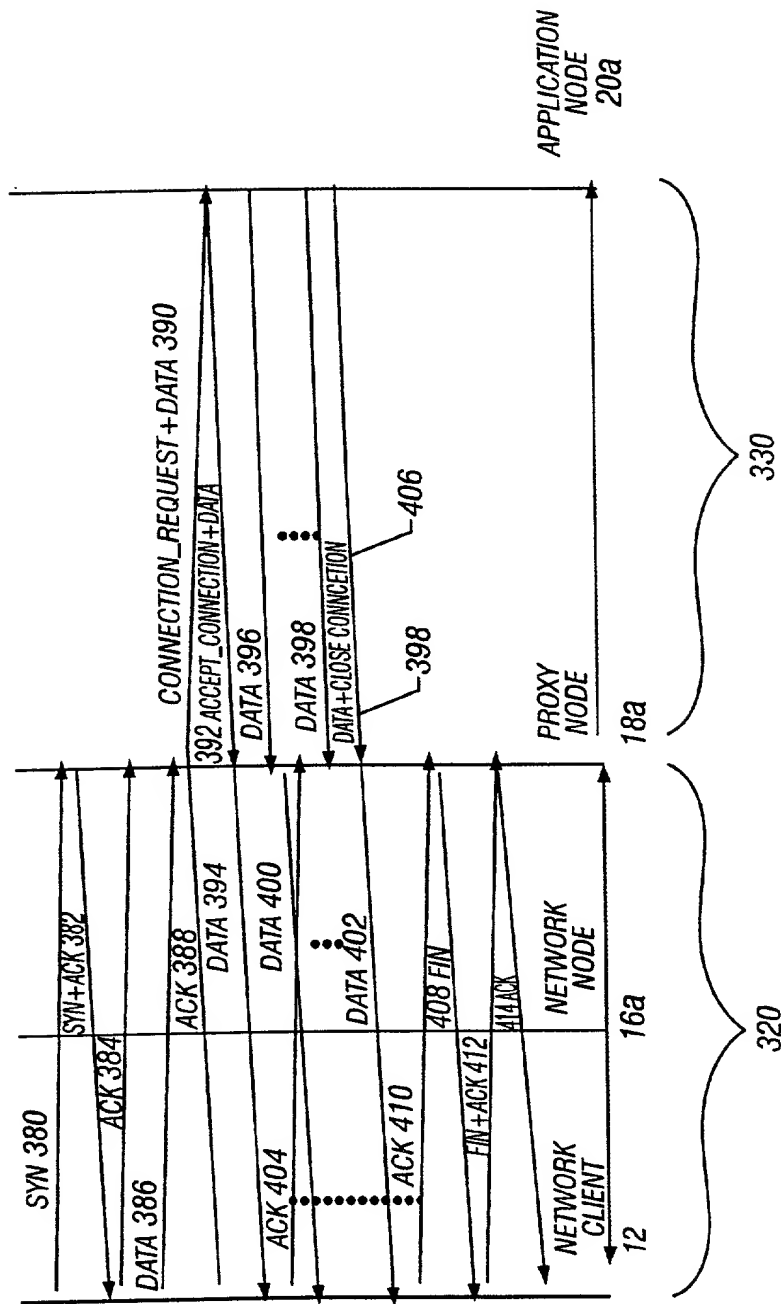 SYN 380
SYN+ACK 382
ACK 384
DATA 386
ACK 388
CONNECTION_REQUEST+DATA 390
392 ACCEPT_CONNECTION+DATA
DATA 394
DATA 396
DATA 400
DATA 398
ACK 404
DATA+CLOSE CONNCETION
406
398
DATA 402
ACK 410
408 FIN
FIN+ACK 412
414 ACK
NETWORK
CLIENT
12
NETWORK
NODE
16a
PROXY
NODE
18a
APPLICATION
NODE
20a
320
330